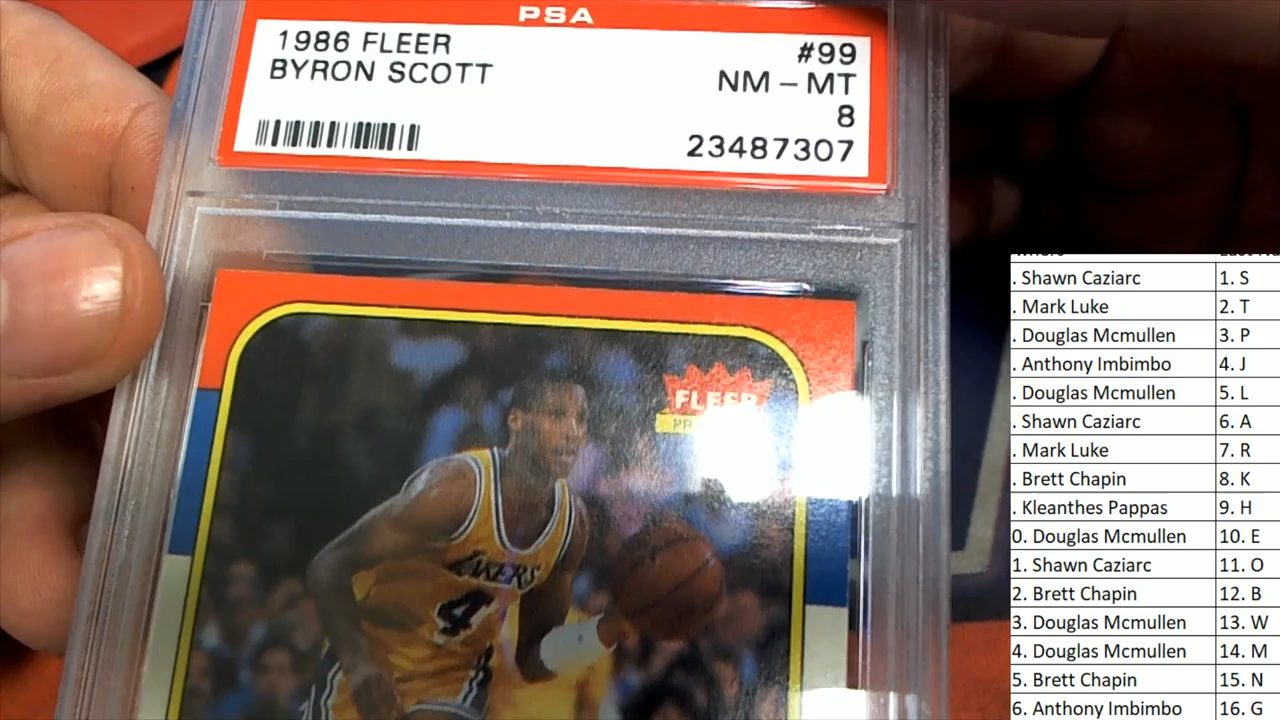 PSA
1986 FLEER #99
BYRON SCOTT NM - MT
8
23487307
FLEER
LAKERS
4
. Shawn Caziarc 1. S
. Mark Luke 2. T
. Douglas Mcmullen 3. P
. Anthony Imbimbo 4. J
. Douglas Mcmullen 5. L
. Shawn Caziarc 6. A
. Mark Luke 7. R
. Brett Chapin 8. K
. Kleanthes Pappas 9. H
0. Douglas Mcmullen 10. E
1. Shawn Caziarc 11. O
2. Brett Chapin 12. B
3. Douglas Mcmullen 13. W
4. Douglas Mcmullen 14. M
5. Brett Chapin 15. N
6. Anthony Imbimbo 16. G